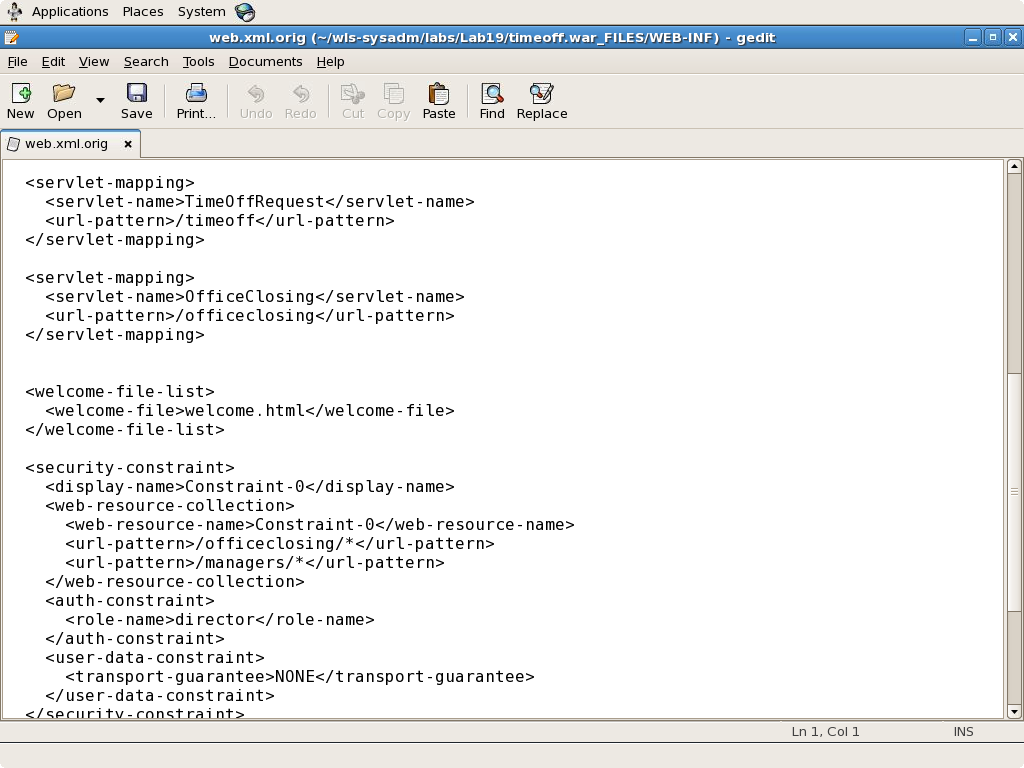 Applications Places System
web.xml.orig (~/wls-sysadm/labs/Lab19/timeoff.war_FILES/WEB-INF) - gedit
File Edit View Search Tools Documents Help
New Open Save Print... Undo Redo Cut Copy Paste Find Replace
web.xml.orig
<servlet-mapping>
<servlet-name>TimeOffRequest</servlet-name>
<url-pattern>/timeoff</url-pattern>
</servlet-mapping>
<servlet-mapping>
<servlet-name>OfficeClosing</servlet-name>
<url-pattern>/officeclosing</url-pattern>
</servlet-mapping>
<welcome-file-list>
<welcome-file>welcome.html</welcome-file>
</welcome-file-list>
<security-constraint>
<display-name>Constraint-0</display-name>
<web-resource-collection>
<web-resource-name>Constraint-0</web-resource-name>
<url-pattern>/officeclosing/*</url-pattern>
<url-pattern>/managers/*</url-pattern>
</web-resource-collection>
<auth-constraint>
<role-name>director</role-name>
</auth-constraint>
<user-data-constraint>
<transport-guarantee>NONE</transport-guarantee>
</user-data-constraint>
</security-constraint>
Ln 1, Col 1 INS